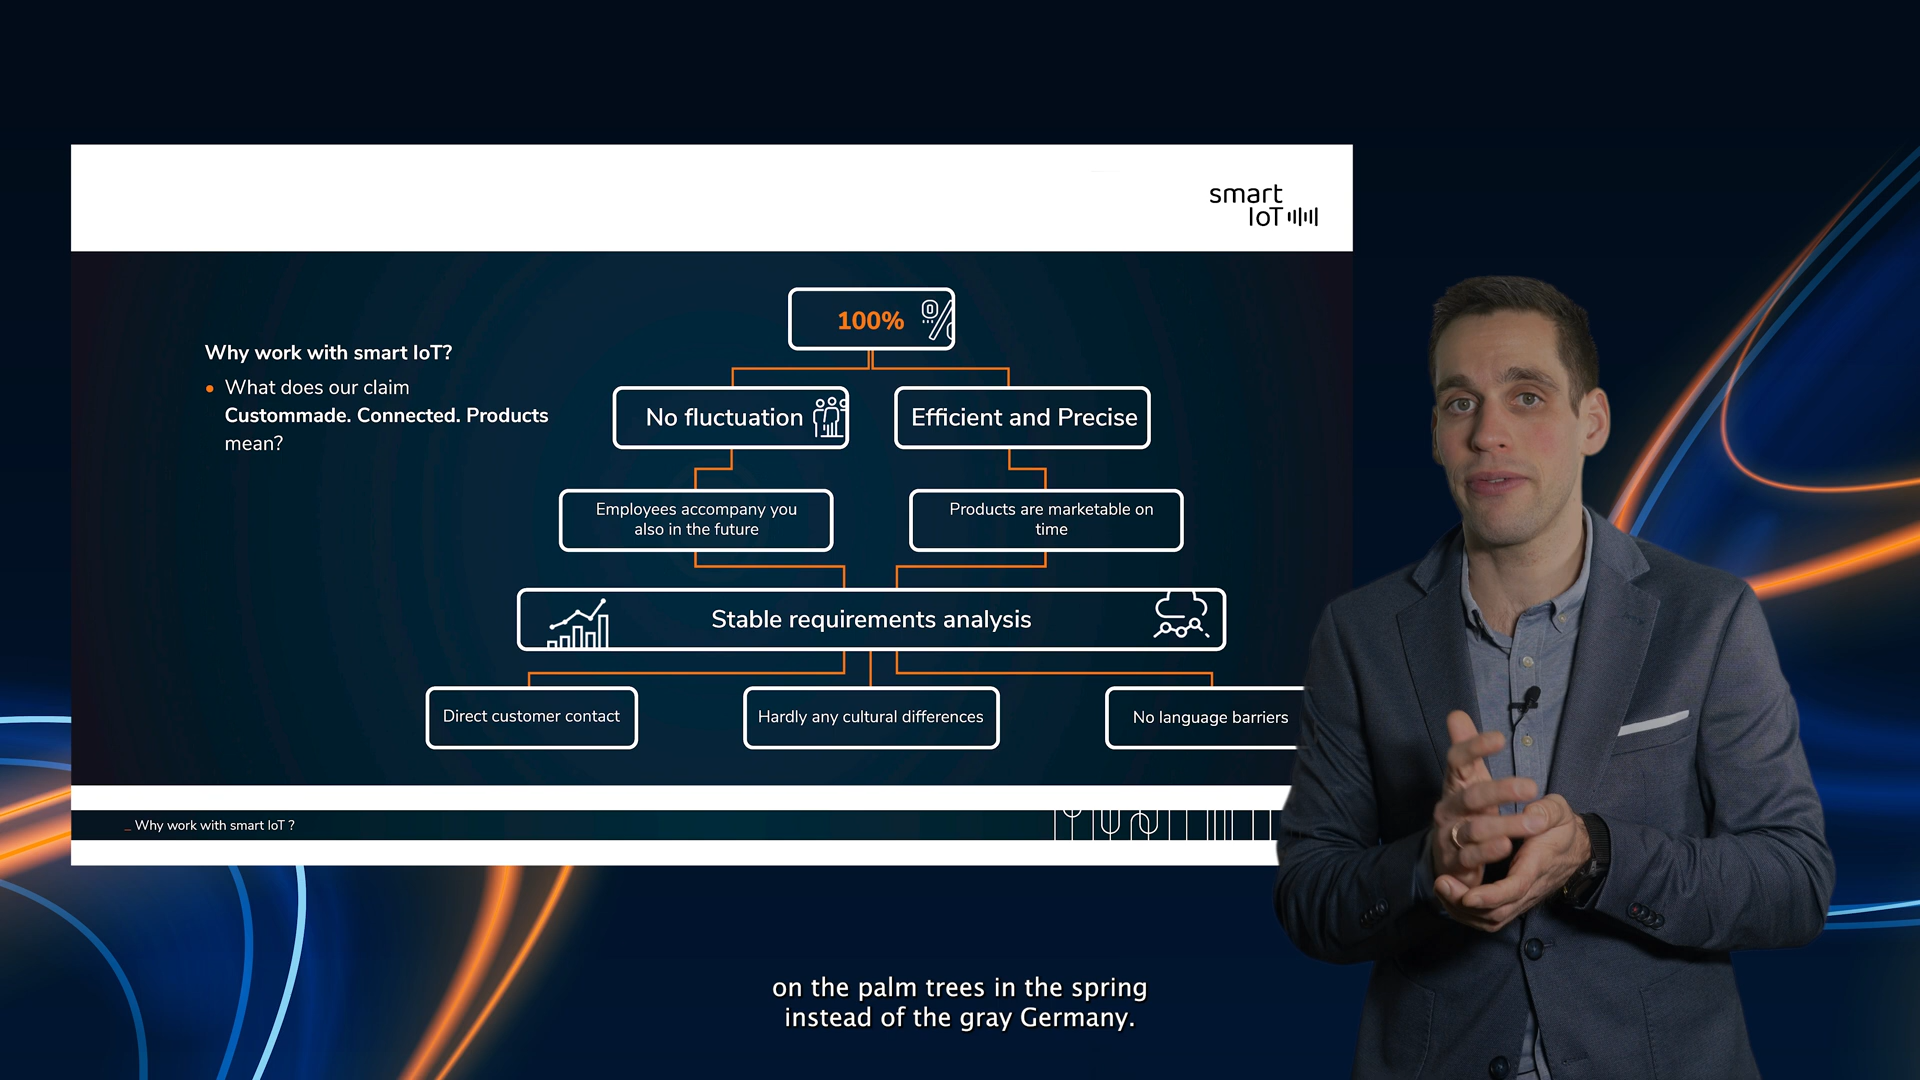 smart
IoT
100%
Why work with smart IoT?
What does our claim
Custommade. Connected. Products
mean?
No fluctuation
Efficient and Precise
Employees accompany you
also in the future
Products are marketable on
time
Stable requirements analysis
Direct customer contact
Hardly any cultural differences
No language barriers
_ Why work with smart IoT ?
on the palm trees in the spring
instead of the gray Germany.